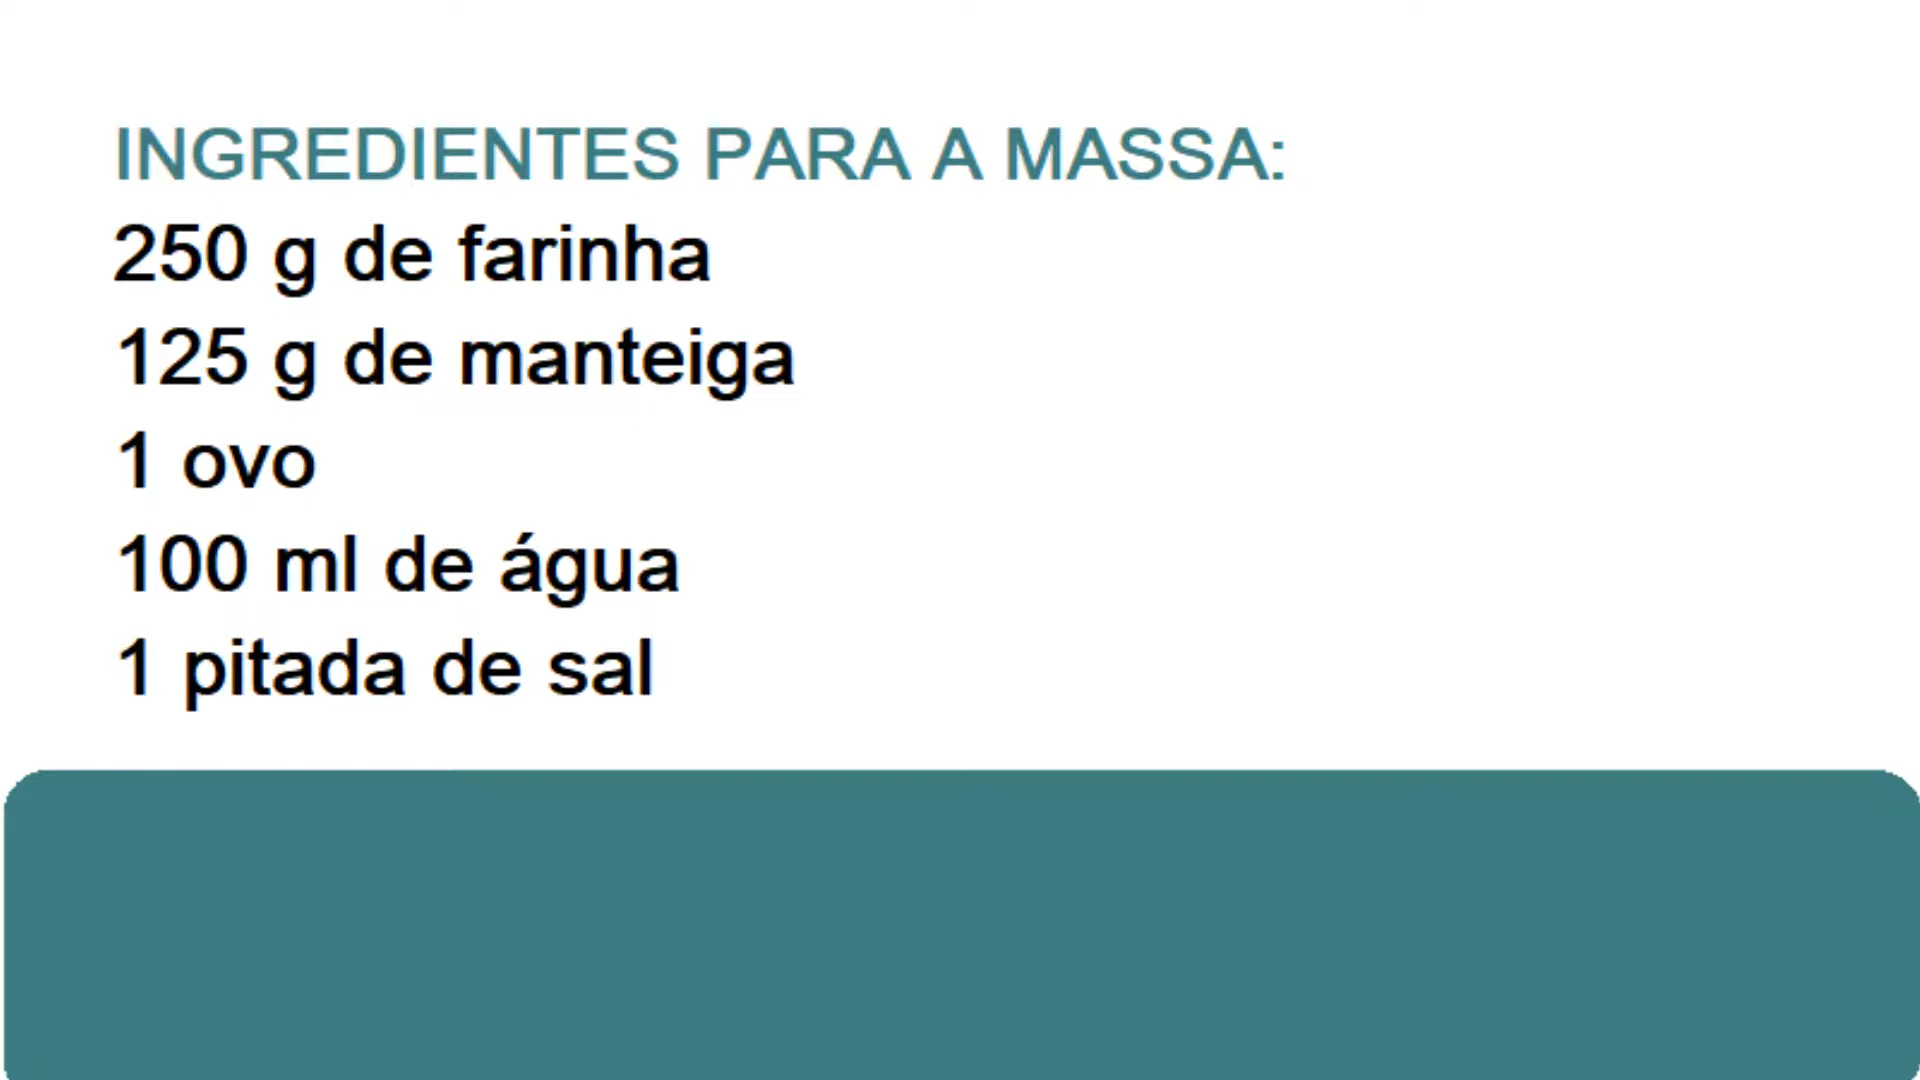 INGREDIENTES PARA A MASSA:
250 g de farinha
125 g de manteiga
1 ovo
100 ml de água
1 pitada de sal